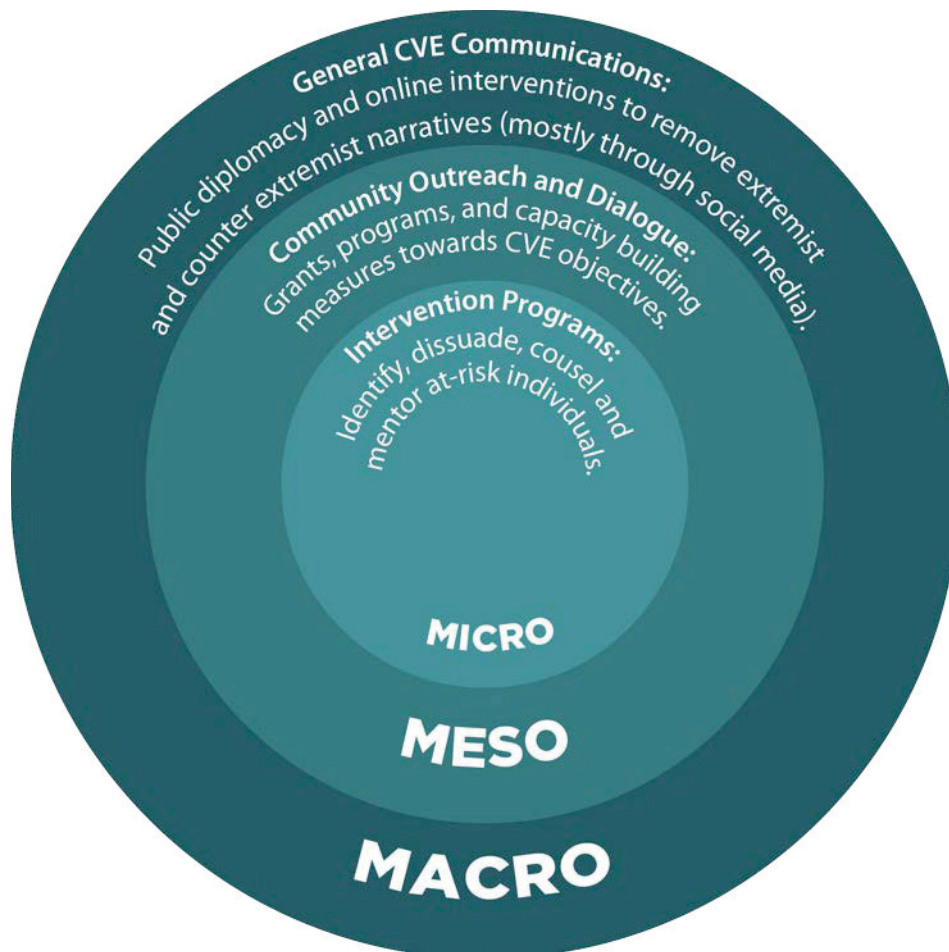 General CVE Communications:
Public diplomacy and online interventions to remove extremist
and counter extremist narratives (mostly through social media).
Community Outreach and Dialogue:
Grants, programs, and capacity building
measures towards CVE objectives.
Intervention Programs:
Identify, dissuade, cousel and
mentor at-risk individuals.
MICRO
MESO
MACRO